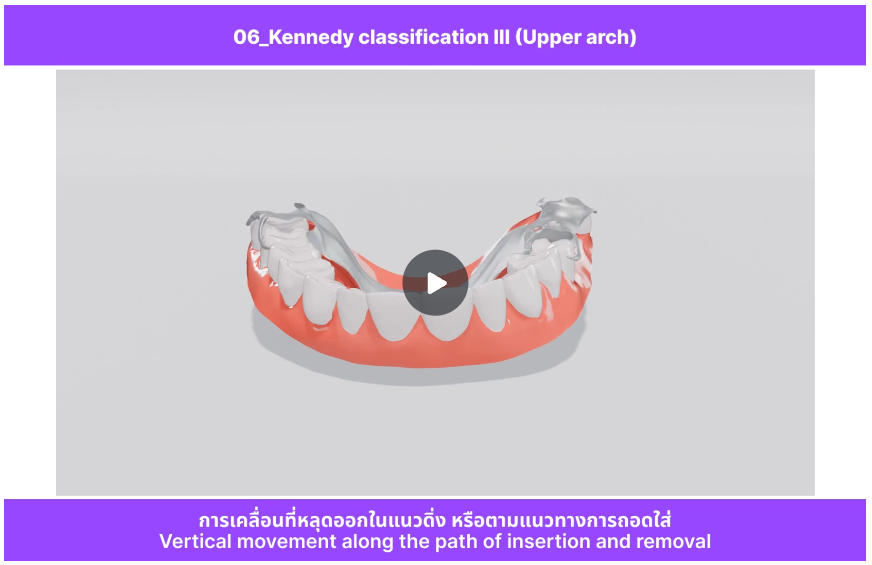 06_Kennedy classification III (Upper arch)
การเคลื่อนที่หลุดออกในแนวดิ่ง หรือตามแนวทางการถอดใส่
Vertical movement along the path of insertion and removal